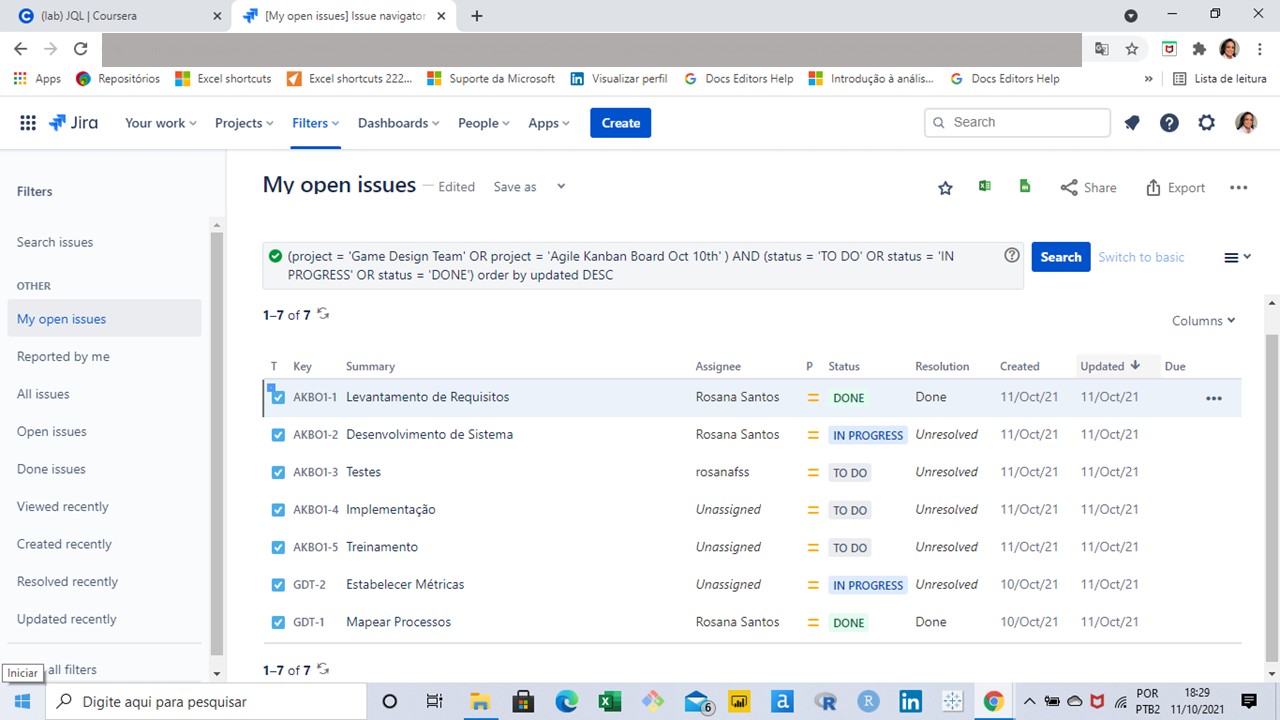 (lab) JQL | Coursera
[My open issues] Issue navigator
Apps Repositórios Excel shortcuts Excel shortcuts 222... Suporte da Microsoft Visualizar perfil Docs Editors Help Introdução à anális... Docs Editors Help » Lista de leitura
Jira Your work Projects Filters Dashboards People Apps Create Search
Filters
Search issues
OTHER
My open issues
Reported by me
All issues
Open issues
Done issues
Viewed recently
Created recently
Resolved recently
Updated recently
all filters
Iniciar
My open issues — Edited Save as Share Export
(project = 'Game Design Team' OR project = 'Agile Kanban Board Oct 10th' ) AND (status = 'TO DO' OR status = 'IN
PROGRESS' OR status = 'DONE') order by updated DESC
Search Switch to basic
1–7 of 7
Columns
T Key Summary Assignee P Status Resolution Created Updated Due
AKBO1-1 Levantamento de Requisitos Rosana Santos DONE Done 11/Oct/21 11/Oct/21
AKBO1-2 Desenvolvimento de Sistema Rosana Santos IN PROGRESS Unresolved 11/Oct/21 11/Oct/21
AKBO1-3 Testes rosanafss TO DO Unresolved 11/Oct/21 11/Oct/21
AKBO1-4 Implementação Unassigned TO DO Unresolved 11/Oct/21 11/Oct/21
AKBO1-5 Treinamento Unassigned TO DO Unresolved 11/Oct/21 11/Oct/21
GDT-2 Estabelecer Métricas Unassigned IN PROGRESS Unresolved 10/Oct/21 11/Oct/21
GDT-1 Mapear Processos Rosana Santos DONE Done 10/Oct/21 11/Oct/21
1–7 of 7
Digite aqui para pesquisar
6
POR
PTB2
18:29
11/10/2021